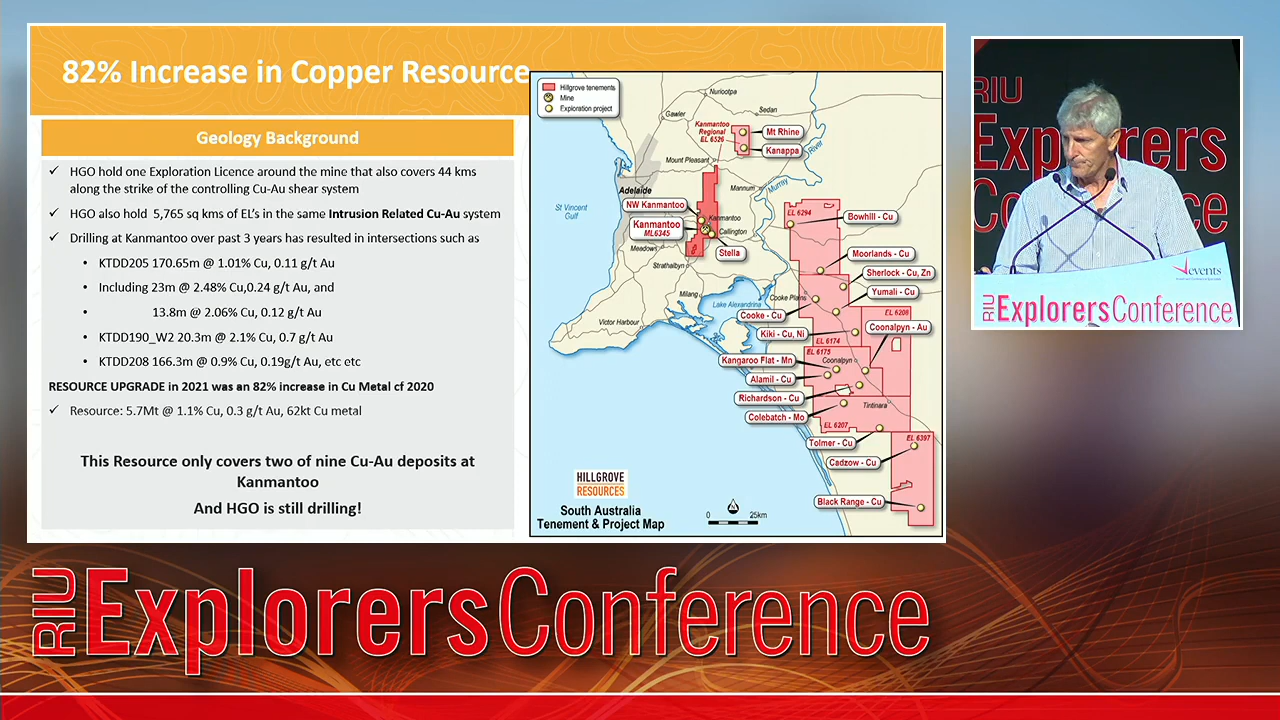 82% Increase in Copper Resource
Geology Background
✓ HGO hold one Exploration Licence around the mine that also covers 44 kms
along the strike of the controlling Cu-Au shear system
✓ HGO also hold 5,765 sq kms of EL's in the same Intrusion Related Cu-Au system
✓ Drilling at Kanmantoo over past 3 years has resulted in intersections such as
• KTDD205 170.65m @ 1.01% Cu, 0.11 g/t Au
• Including 23m @ 2.48% Cu,0.24 g/t Au, and
• 13.8m @ 2.06% Cu, 0.12 g/t Au
• KTDD190_W2 20.3m @ 2.1% Cu, 0.7 g/t Au
• KTDD208 166.3m @ 0.9% Cu, 0.19g/t Au, etc etc
RESOURCE UPGRADE in 2021 was an 82% increase in Cu Metal cf 2020
✓ Resource: 5.7Mt @ 1.1% Cu, 0.3 g/t Au, 62kt Cu metal
This Resource only covers two of nine Cu-Au deposits at
Kanmantoo
And HGO is still drilling!
Hillgrove tenements
Mine
Exploration project
Nuriootpa
Gawler
Sedan
Kanmantoo
Regional
EL 6526
Mt Rhine
Kanappa
River
Murray
Mount Pleasant
Adelaide
Mannum
St Vincent
Gulf
NW Kanmantoo
Kanmantoo
Kanmantoo
ML6345
Callington
Meadows
Stella
Strathalbyn
EL 6294
Bowhill - Cu
Moorlands - Cu
Sherlock - Cu, Zn
Yumali - Cu
Milang
Lake Alexandrina
Cooke Plains
Cooke - Cu
EL 6208
Victor Harbour
Kiki - Cu, Ni
Coonalpyn - Au
EL 6174
EL 6175
Kangaroo Flat - Mn
Coonalpyn
Alamil - Cu
Richardson - Cu
Colebatch - Mo
Tintinara
EL 6207
Tolmer - Cu
EL 6397
Cadzow - Cu
Black Range - Cu
HILLGROVE
RESOURCES
South Australia
Tenement & Project Map
0 25km
RIU
Explorers
Co
ce
events
RIU ExplorersConference
RIU ExplorersConference